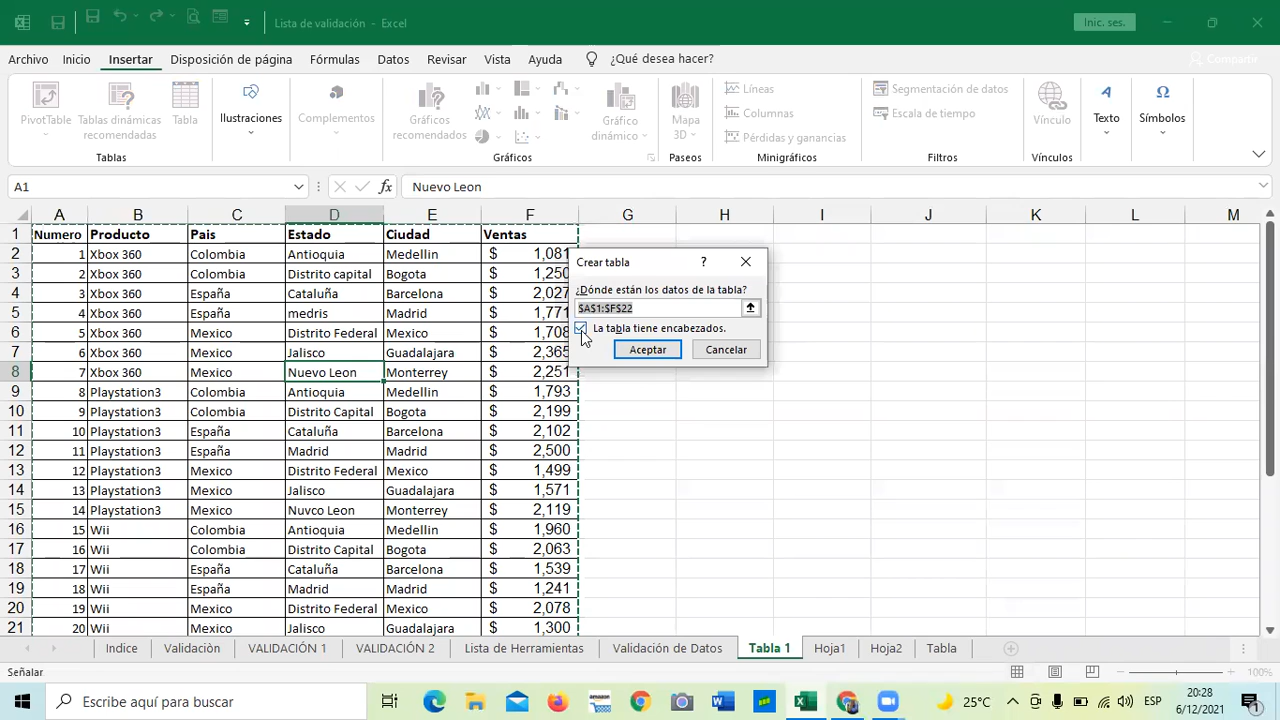 Lista de validación - Excel
Inic. ses.
Archivo Inicio Insertar Disposición de página Fórmulas Datos Revisar Vista Ayuda ¿Qué desea hacer? Compartir
PivotTable
Tablas dinámicas recomendadas
Tabla
Ilustraciones
Complementos
Gráficos recomendados
Gráfico dinámico
Mapa 3D
Líneas
Columnas
Pérdidas y ganancias
Segmentación de datos
Escala de tiempo
Vínculo
Texto
Símbolos
Tablas Gráficos Paseos Minigráficos Filtros Vínculos
A1 fx Nuevo Leon
A B C D E F G H I J K L M
1 Numero Producto Pais Estado Ciudad Ventas
2 1 Xbox 360 Colombia Antioquia Medellin $ 1,081
3 2 Xbox 360 Colombia Distrito capital Bogota $ 1,250
4 3 Xbox 360 España Cataluña Barcelona $ 2,027
5 4 Xbox 360 España medris Madrid $ 1,771
6 5 Xbox 360 Mexico Distrito Federal Mexico $ 1,708
7 6 Xbox 360 Mexico Jalisco Guadalajara $ 2,365
8 7 Xbox 360 Mexico Nuevo Leon Monterrey $ 2,251
9 8 Playstation3 Colombia Antioquia Medellin $ 1,793
10 9 Playstation3 Colombia Distrito Capital Bogota $ 2,199
11 10 Playstation3 España Cataluña Barcelona $ 2,102
12 11 Playstation3 España Madrid Madrid $ 2,500
13 12 Playstation3 Mexico Distrito Federal Mexico $ 1,499
14 13 Playstation3 Mexico Jalisco Guadalajara $ 1,571
15 14 Playstation3 Mexico Nuvco Leon Monterrey $ 2,119
16 15 Wii Colombia Antioquia Medellin $ 1,960
17 16 Wii Colombia Distrito Capital Bogota $ 2,063
18 17 Wii España Cataluña Barcelona $ 1,539
19 18 Wii España Madrid Madrid $ 1,241
20 19 Wii Mexico Distrito Federal Mexico $ 2,078
21 20 Wii Mexico Jalisco Guadalajara $ 1,300
Crear tabla ?
¿Dónde están los datos de la tabla?
$A$1:$F$22
La tabla tiene encabezados.
Aceptar Cancelar
Indice Validaciòn VALIDACIÓN 1 VALIDACIÓN 2 Lista de Herramientas Validación de Datos Tabla 1 Hoja1 Hoja2 Tabla
Señalar 100%
Escribe aquí para buscar
25°C
ESP
20:28
6/12/2021
1